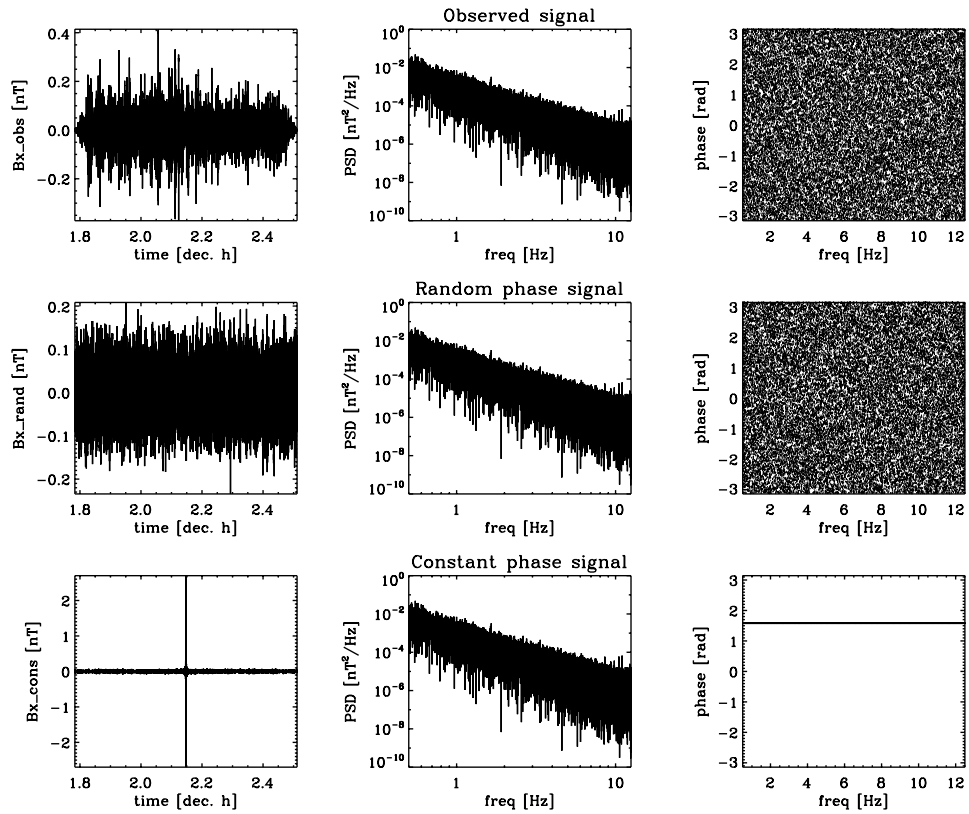 Observed signal
0.4
0.2
0.0
−0.2
Bx_obs [nT]
1.8 2.0 2.2 2.4
time [dec. h]
10⁰
10⁻²
10⁻⁴
10⁻⁶
10⁻⁸
10⁻¹⁰
PSD [nT²/Hz]
1 10
freq [Hz]
3
2
1
0
−1
−2
−3
phase [rad]
2 4 6 8 10 12
freq [Hz]
Random phase signal
0.2
0.1
0.0
−0.1
−0.2
Bx_rand [nT]
1.8 2.0 2.2 2.4
time [dec. h]
10⁰
10⁻²
10⁻⁴
10⁻⁶
10⁻⁸
10⁻¹⁰
PSD [nT²/Hz]
1 10
freq [Hz]
3
2
1
0
−1
−2
−3
phase [rad]
2 4 6 8 10 12
freq [Hz]
Constant phase signal
2
1
0
−1
−2
Bx_cons [nT]
1.8 2.0 2.2 2.4
time [dec. h]
10⁰
10⁻²
10⁻⁴
10⁻⁶
10⁻⁸
10⁻¹⁰
PSD [nT²/Hz]
1 10
freq [Hz]
3
2
1
0
−1
−2
−3
phase [rad]
2 4 6 8 10 12
freq [Hz]